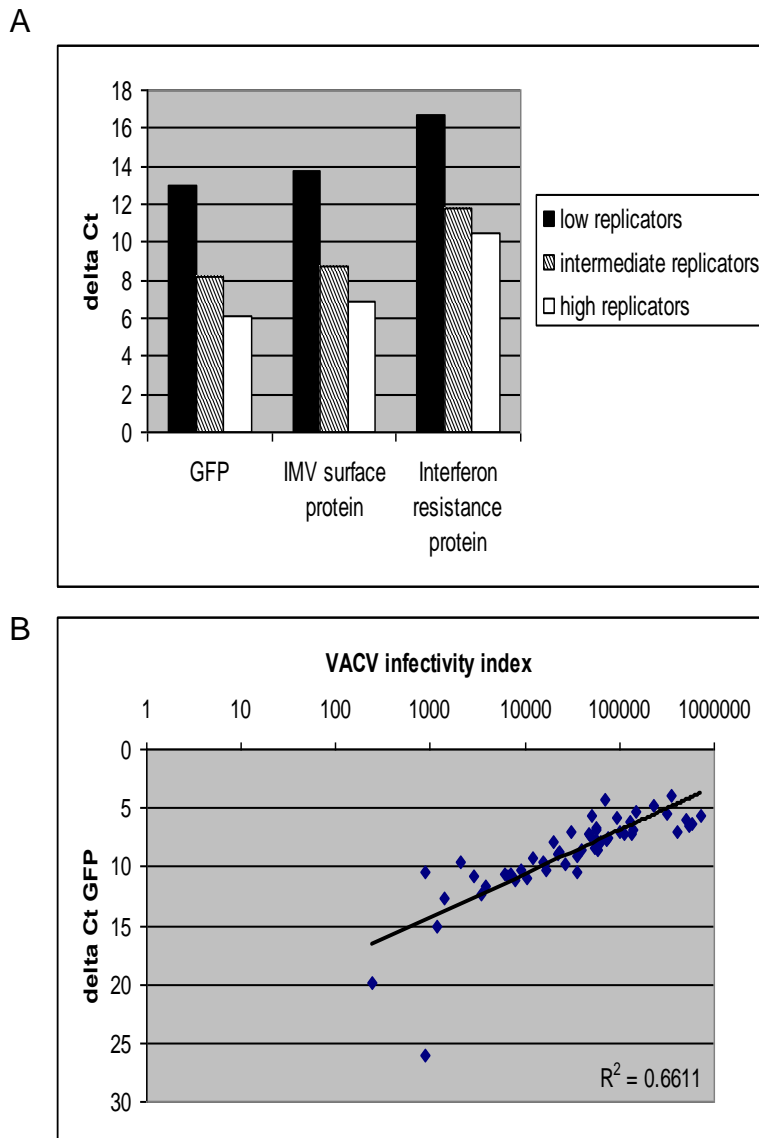 A
18
16
14
12
10
8
6
4
2
0
delta Ct
GFP
IMV surface
protein
Interferon
resistance
protein
low replicators
intermediate replicators
high replicators
B
VACV infectivity index
1 10 100 1000 10000 100000 1000000
0
5
10
15
20
25
30
delta Ct GFP
R² = 0.6611